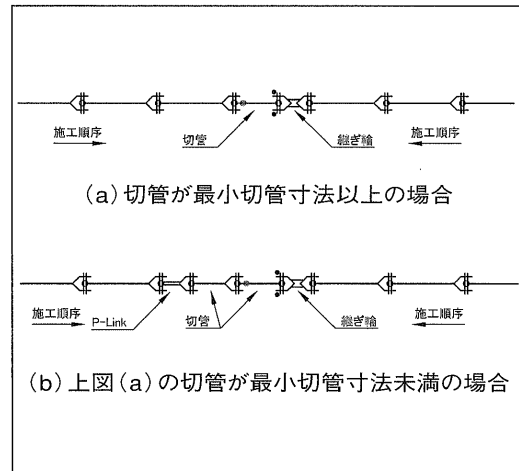 施工順序
切管
継ぎ輪
施工順序
(a)切管が最小切管寸法以上の場合
施工順序
P-Link
切管
継ぎ輪
施工順序
(b)上図(a)の切管が最小切管寸法未満の場合